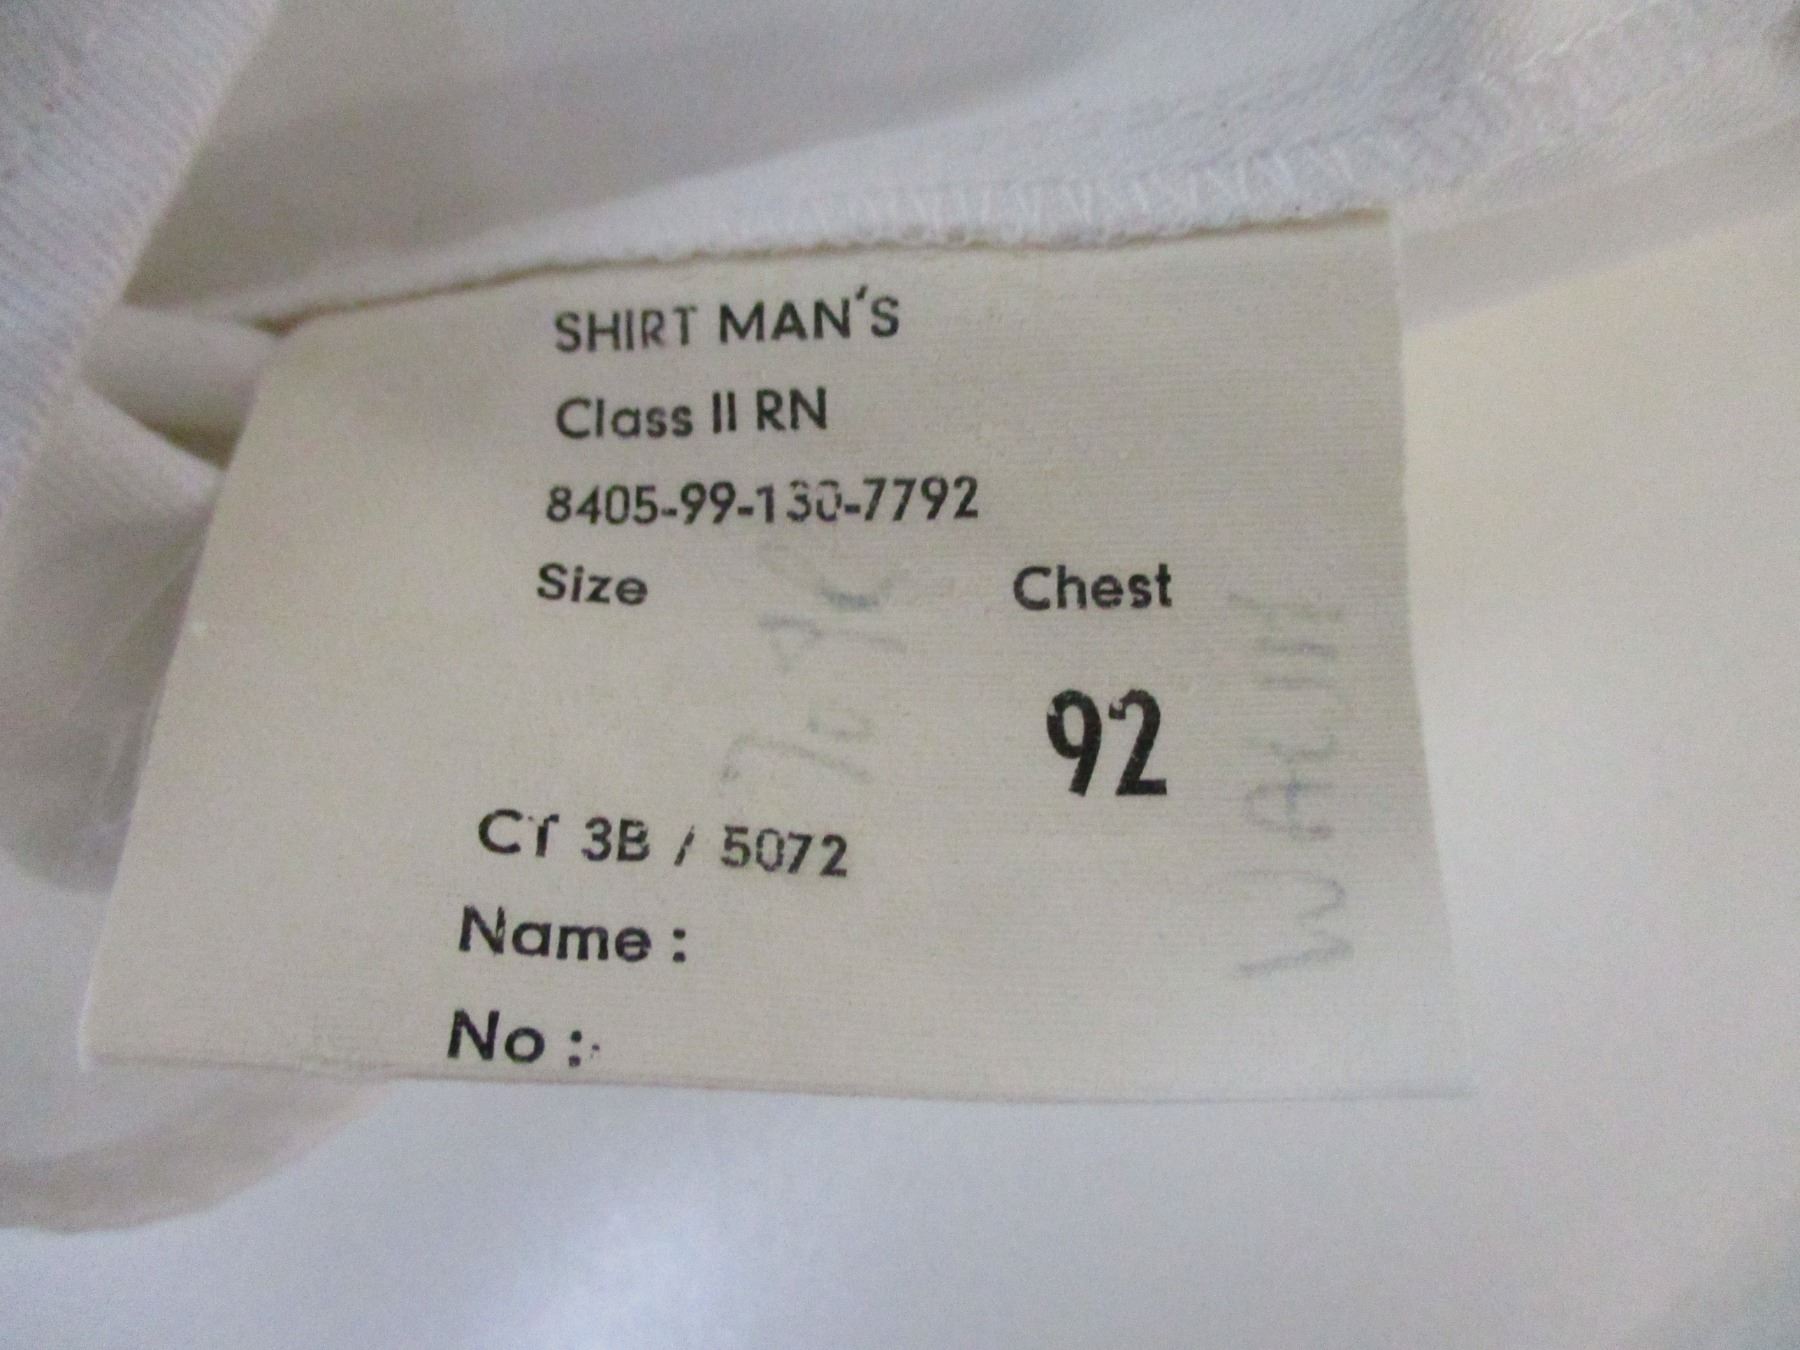 SHIRT MAN'S
Class II RN
8405-99-130-7792
Size Chest
92
CT 3B / 5072
Name :
No :